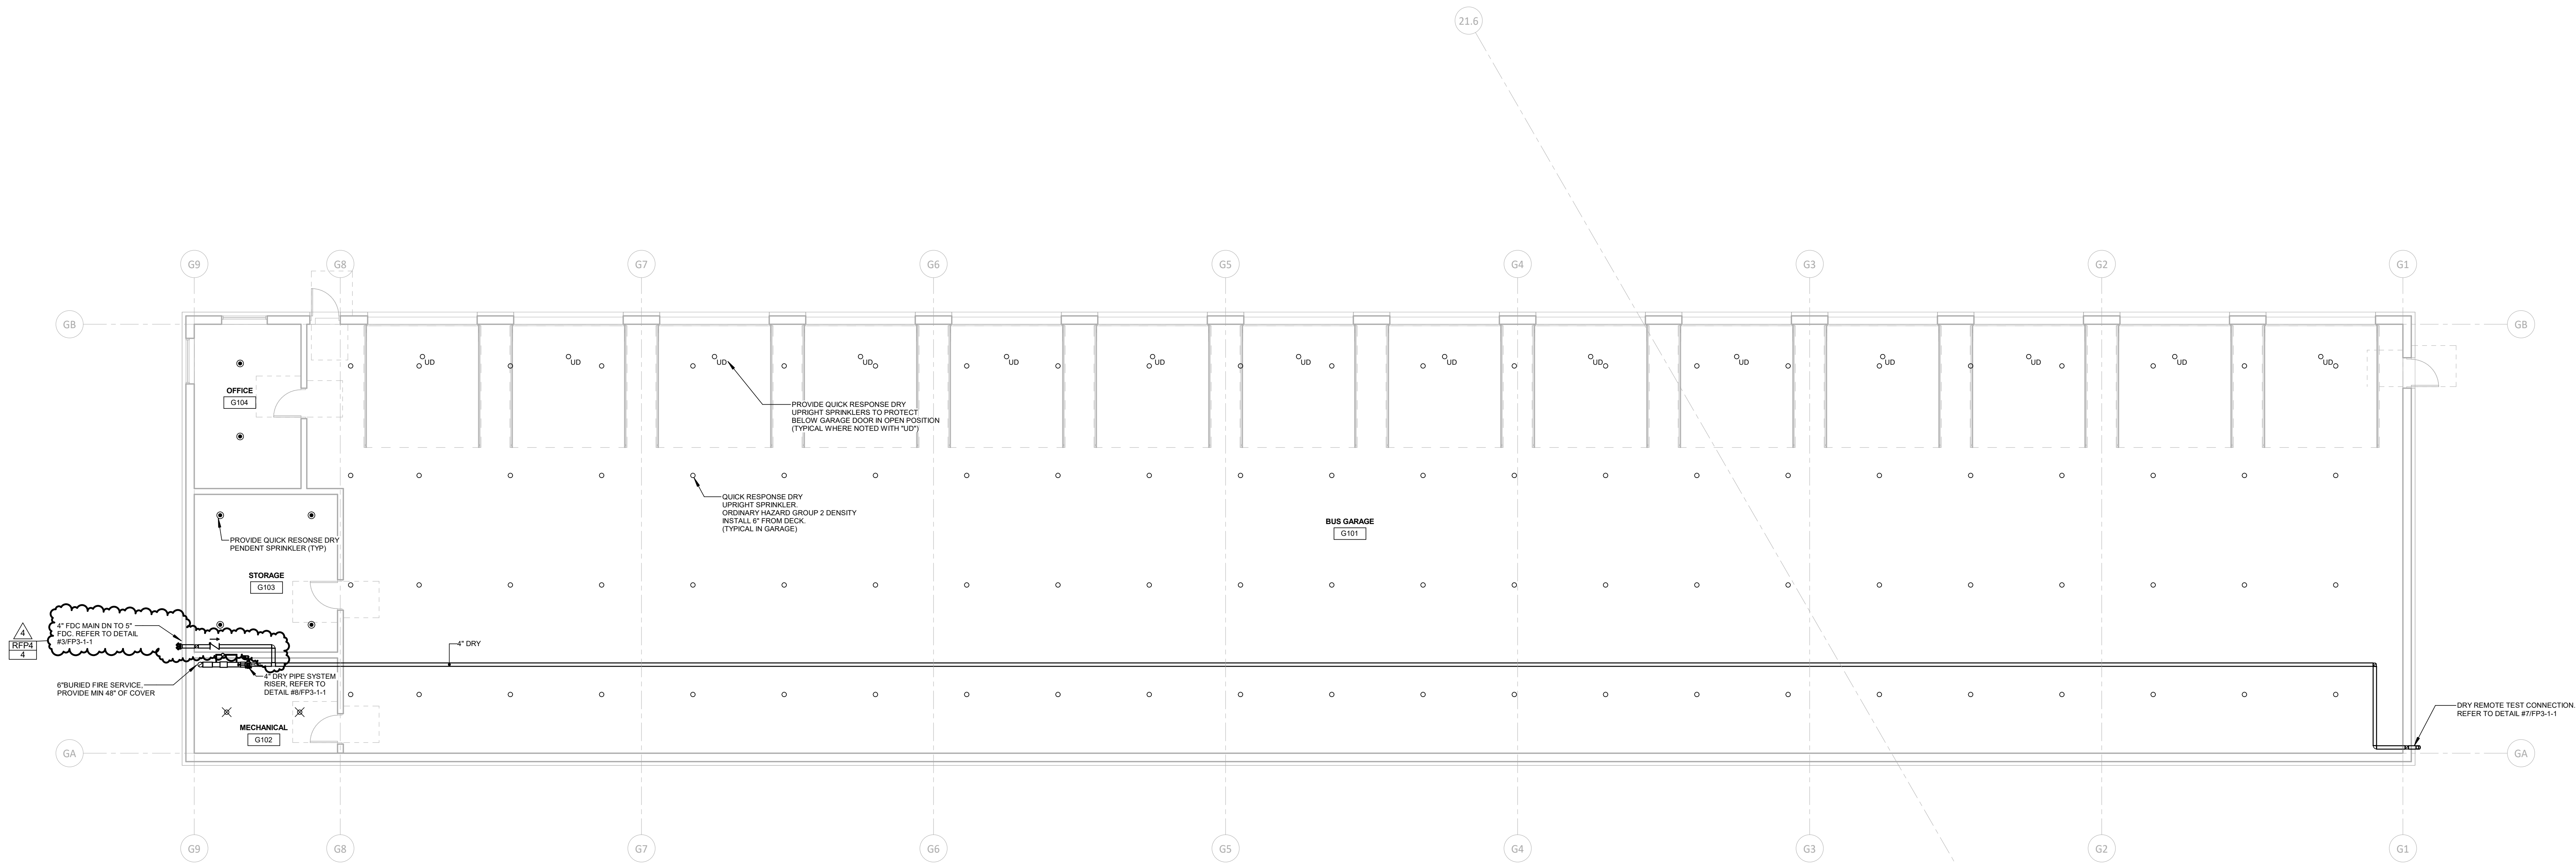 21.6
G9
G8
G7
G6
G5
G4
G3
G2
G1
GB
GB
UD
UD
UD
UD
UD
UD
UD
UD
UD
UD
UD
UD
UD
UD
OFFICE
G104
PROVIDE QUICK RESPONSE DRY
UPRIGHT SPRINKLERS TO PROTECT
BELOW GARAGE DOOR IN OPEN POSITION
(TYPICAL WHERE NOTED WITH "UD")
QUICK RESPONSE DRY
UPRIGHT SPRINKLER.
ORDINARY HAZARD GROUP 2 DENSITY
INSTALL 6" FROM DECK.
(TYPICAL IN GARAGE)
BUS GARAGE
G101
PROVIDE QUICK RESONSE DRY
PENDENT SPRINKLER (TYP)
STORAGE
G103
4
RFP4
4
4" FDC MAIN DN TO 5"
FDC. REFER TO DETAIL
#3/FP3-1-1
4" DRY
6"BURIED FIRE SERVICE,
PROVIDE MIN 48" OF COVER
4" DRY PIPE SYSTEM
RISER, REFER TO
DETAIL #8/FP3-1-1
MECHANICAL
G102
DRY REMOTE TEST CONNECTION.
REFER TO DETAIL #7/FP3-1-1
GA
GA
G9
G8
G7
G6
G5
G4
G3
G2
G1